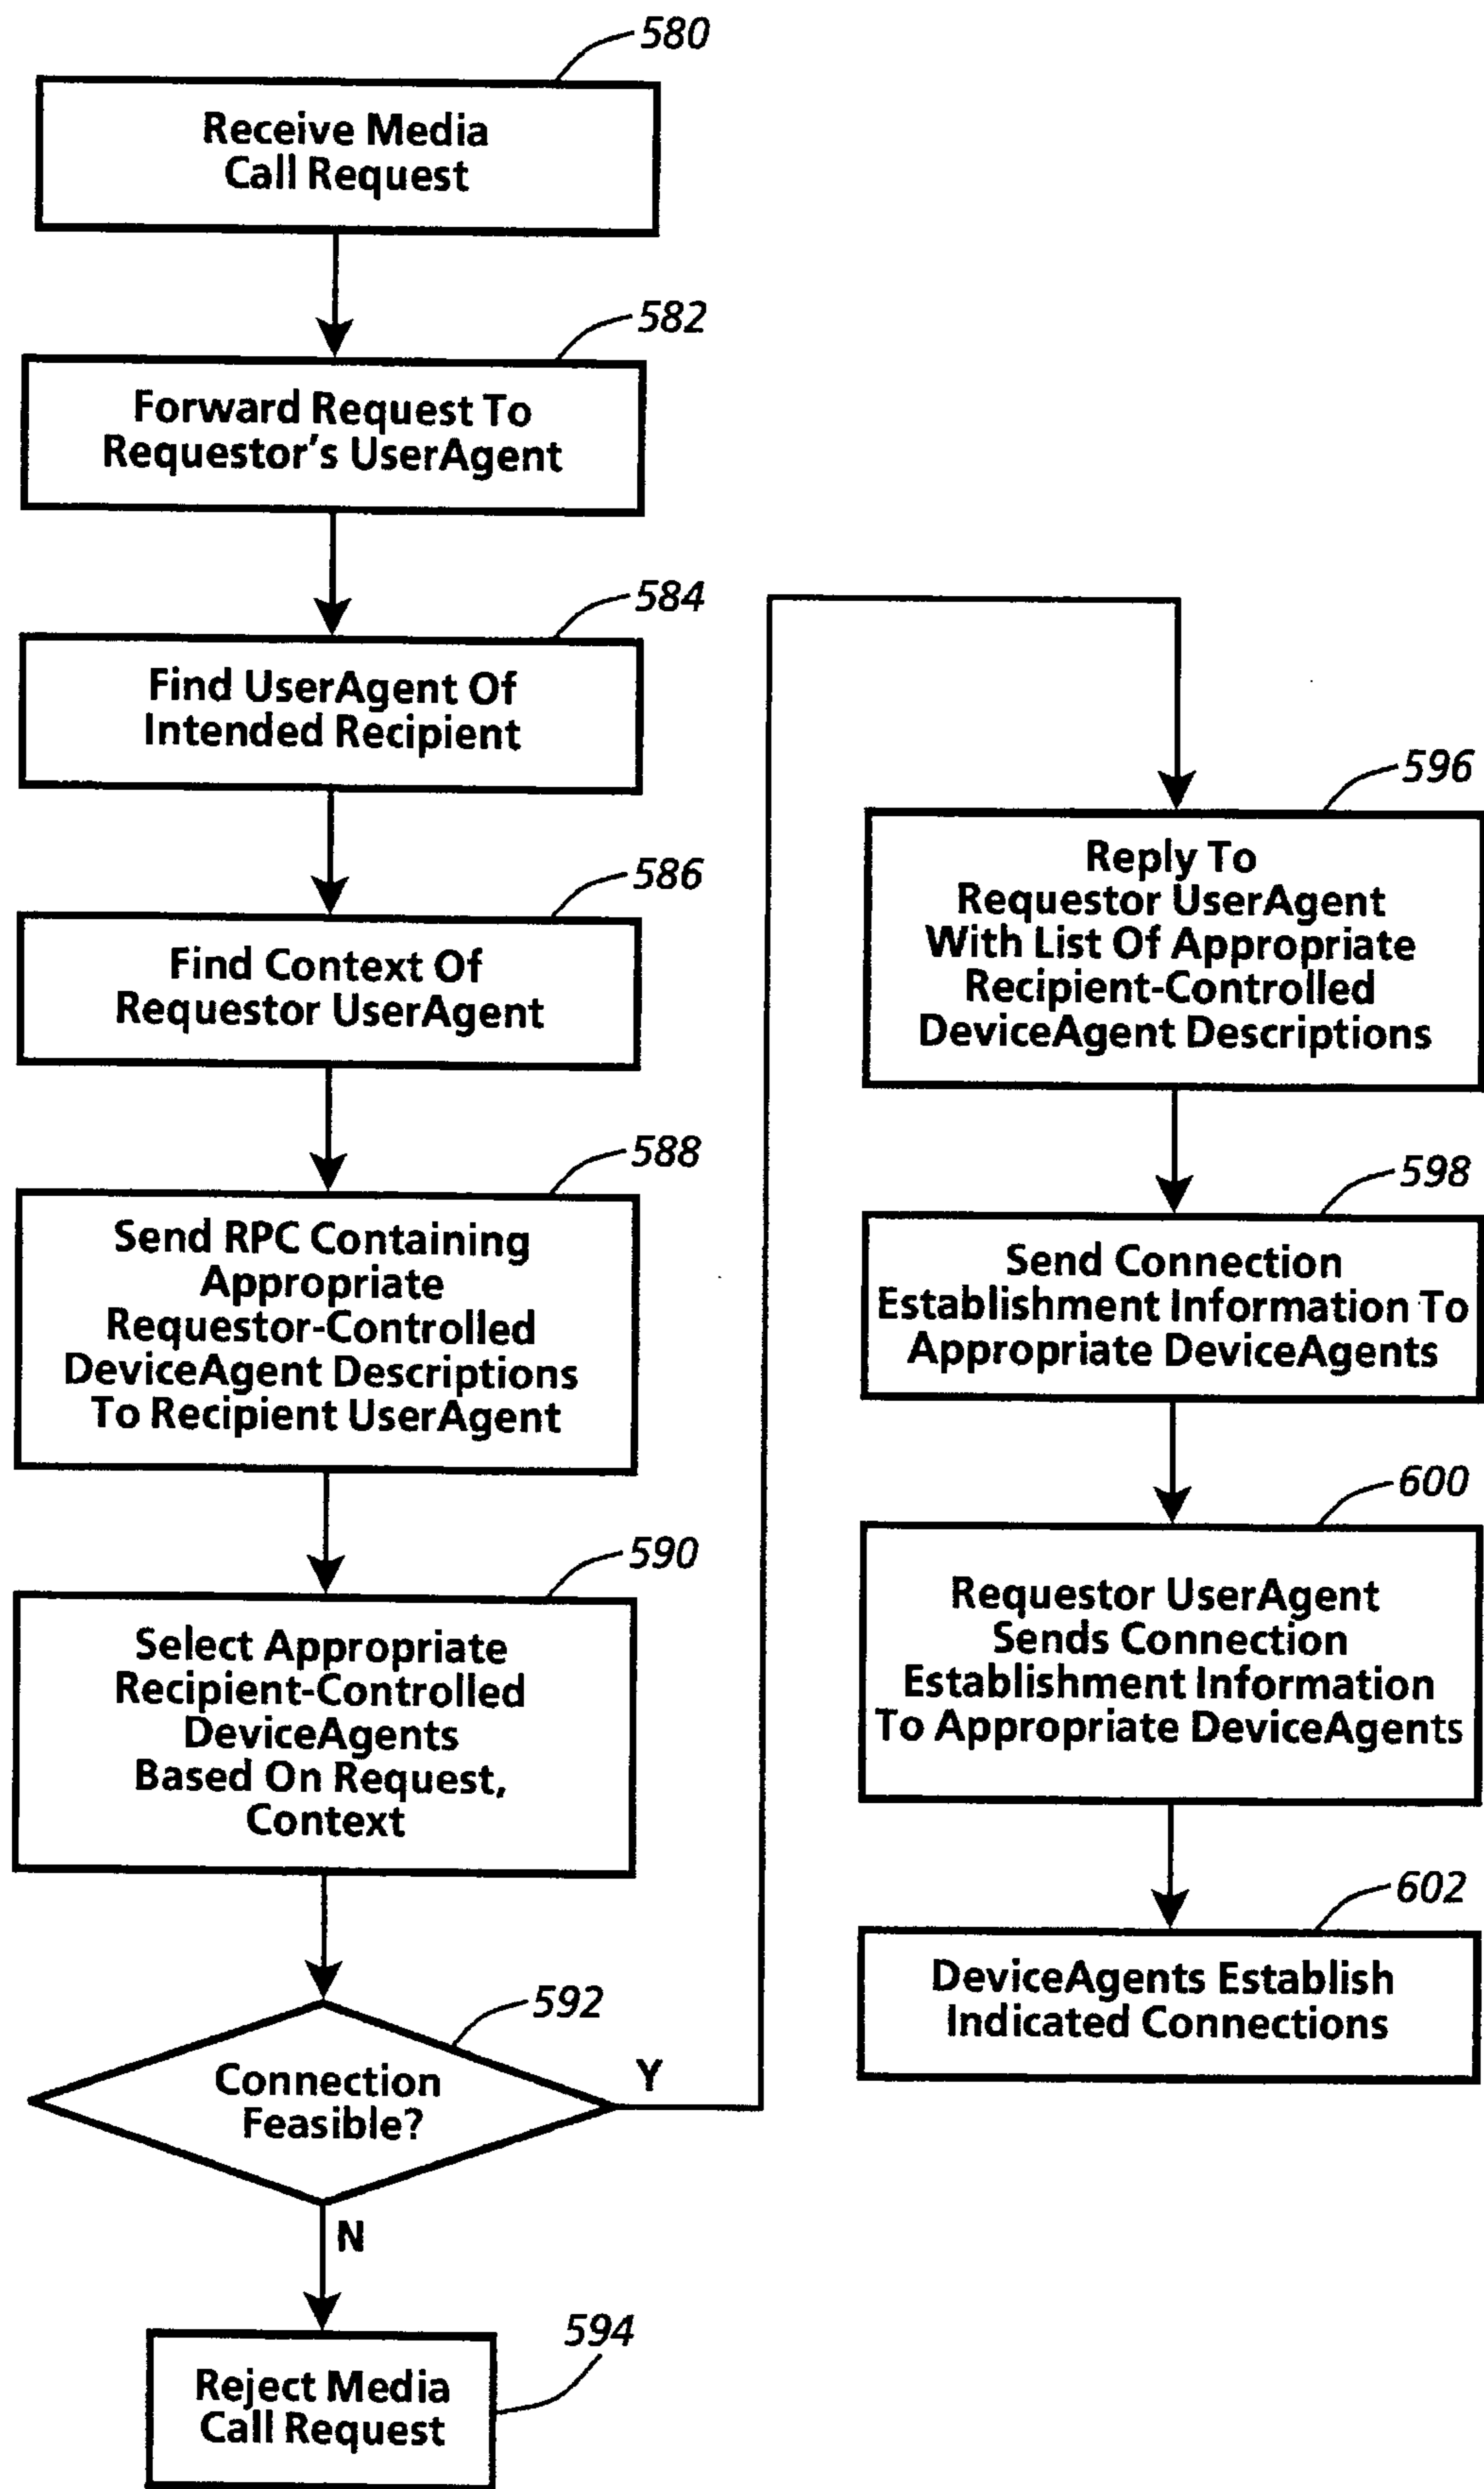 580
Receive Media
Call Request
582
Forward Request To
Requestor's UserAgent
584
Find UserAgent Of
Intended Recipient
586
Find Context Of
Requestor UserAgent
588
Send RPC Containing
Appropriate
Requestor-Controlled
DeviceAgent Descriptions
To Recipient UserAgent
590
Select Appropriate
Recipient-Controlled
DeviceAgents
Based On Request,
Context
592
Connection
Feasible?
Y
N
594
Reject Media
Call Request
596
Reply To
Requestor UserAgent
With List Of Appropriate
Recipient-Controlled
DeviceAgent Descriptions
598
Send Connection
Establishment Information To
Appropriate DeviceAgents
600
Requestor UserAgent
Sends Connection
Establishment Information
To Appropriate DeviceAgents
602
DeviceAgents Establish
Indicated Connections